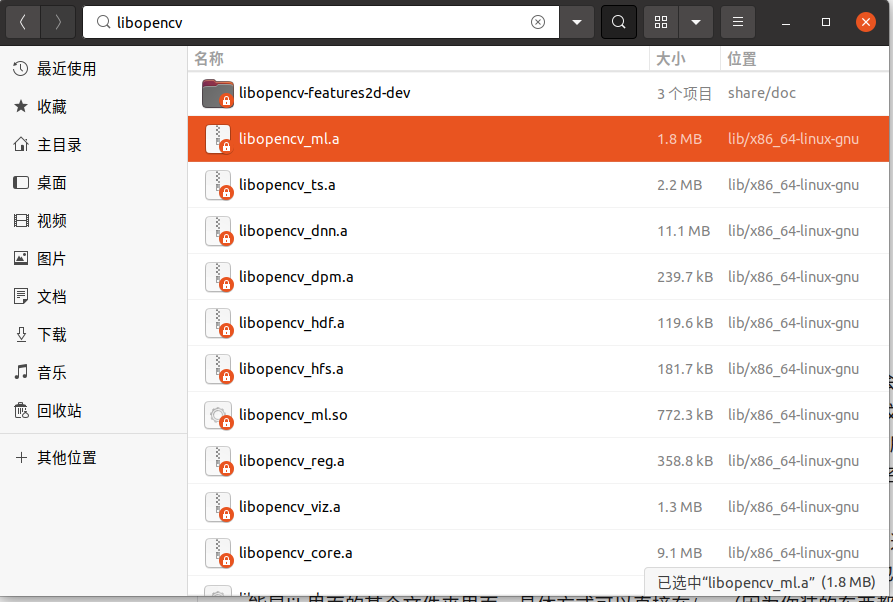 libopencv
名称 大小 位置
最近使用
收藏
主目录
桌面
视频
图片
文档
下载
音乐
回收站
其他位置
libopencv-features2d-dev 3 个项目 share/doc
libopencv_ml.a 1.8 MB lib/x86_64-linux-gnu
libopencv_ts.a 2.2 MB lib/x86_64-linux-gnu
libopencv_dnn.a 11.1 MB lib/x86_64-linux-gnu
libopencv_dpm.a 239.7 kB lib/x86_64-linux-gnu
libopencv_hdf.a 119.6 kB lib/x86_64-linux-gnu
libopencv_hfs.a 181.7 kB lib/x86_64-linux-gnu
libopencv_ml.so 772.3 kB lib/x86_64-linux-gnu
libopencv_reg.a 358.8 kB lib/x86_64-linux-gnu
libopencv_viz.a 1.3 MB lib/x86_64-linux-gnu
libopencv_core.a 9.1 MB lib/x86_64-linux-gnu
已选中“libopencv_ml.a” (1.8 MB)